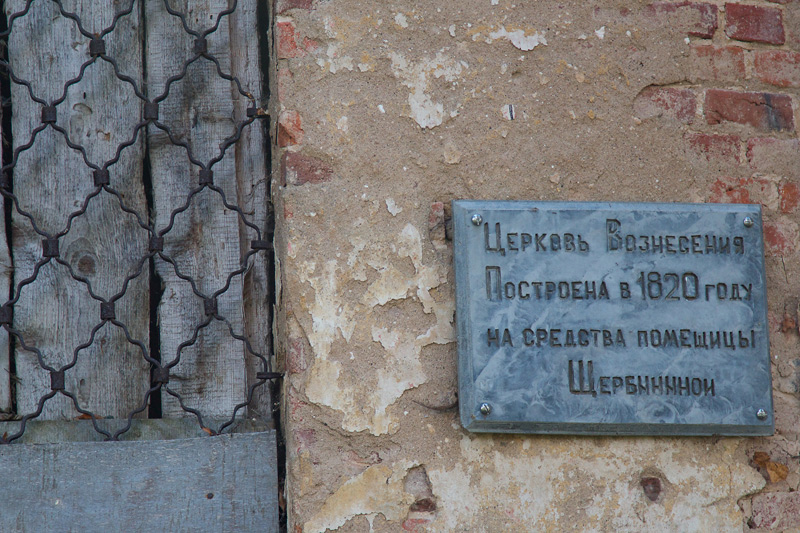 Церковь Вознесения
Построена в 1820 году
на средства помещицы
Щербининой